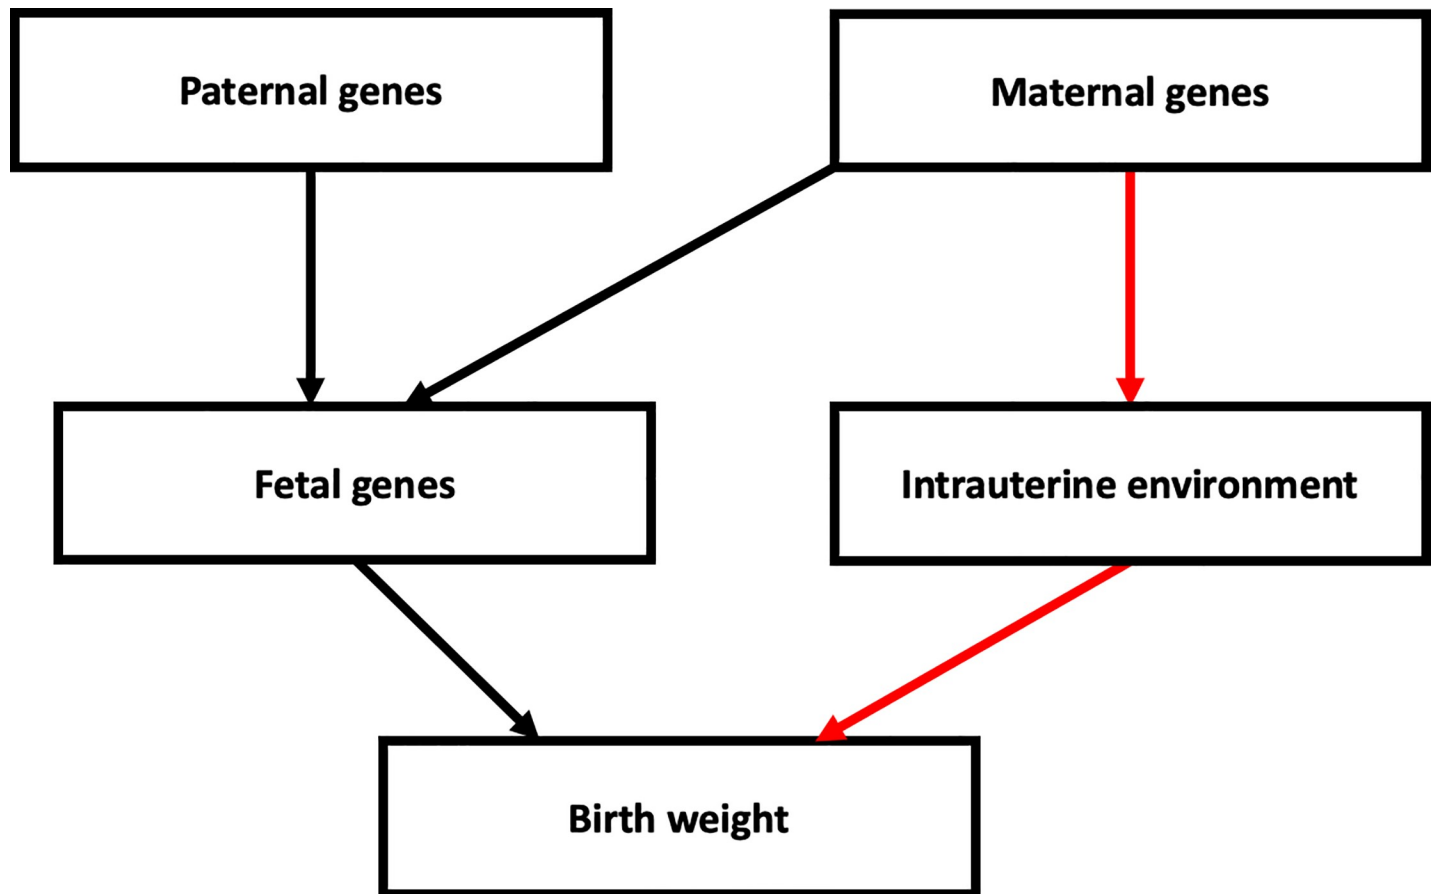 Paternal genes
Maternal genes
Fetal genes
Intrauterine environment
Birth weight